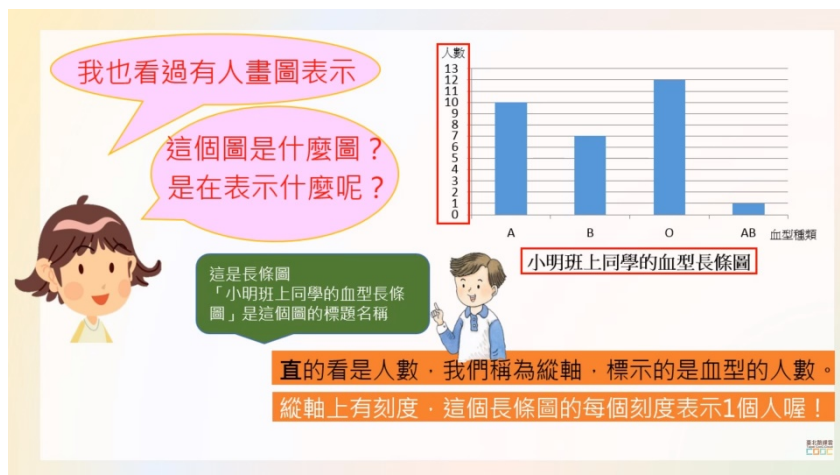 我也看過有人畫圖表示
這個圖是什麼圖？
是在表示什麼呢？
人數
13
12
11
10
9
8
7
6
5
4
3
2
1
0
A B O AB 血型種類
小明班上同學的血型長條圖
這是長條圖
「小明班上同學的血型長條
圖」是這個圖的標題名稱
直的看是人數，我們稱為縱軸，標示的是血型的人數。
縱軸上有刻度，這個長條圖的每個刻度表示1個人喔！
臺北酷課雲